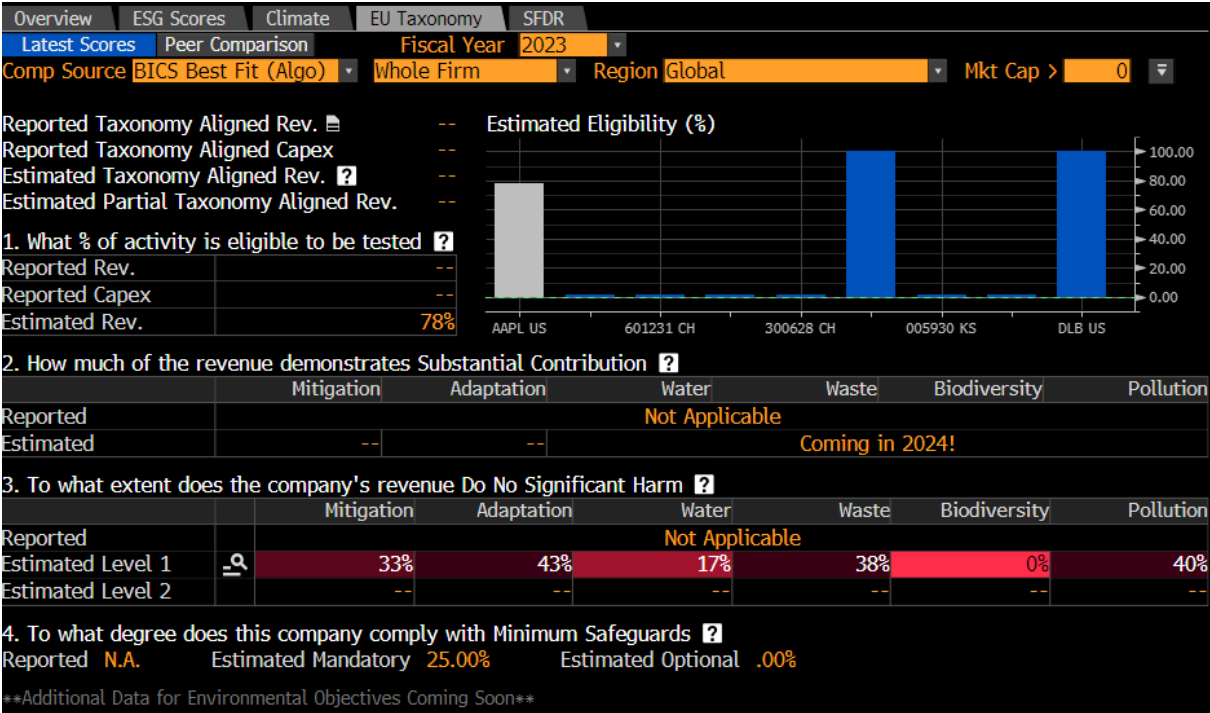 Overview ESG Scores Climate EU Taxonomy SFDR
Latest Scores Peer Comparison Fiscal Year 2023
Comp Source BICS Best Fit (Algo) Whole Firm Region Global Mkt Cap > 0
Reported Taxonomy Aligned Rev. --
Reported Taxonomy Aligned Capex --
Estimated Taxonomy Aligned Rev. ? --
Estimated Partial Taxonomy Aligned Rev. --
1. What % of activity is eligible to be tested ?
Reported Rev. --
Reported Capex --
Estimated Rev. 78%
Estimated Eligibility (%)
100.00
80.00
60.00
40.00
20.00
0.00
AAPL US 601231 CH 300628 CH 005930 KS DLB US
2. How much of the revenue demonstrates Substantial Contribution ?
Mitigation Adaptation Water Waste Biodiversity Pollution
Reported Not Applicable
Estimated -- -- Coming in 2024!
3. To what extent does the company's revenue Do No Significant Harm ?
Mitigation Adaptation Water Waste Biodiversity Pollution
Reported Not Applicable
Estimated Level 1 33% 43% 17% 38% 0% 40%
Estimated Level 2 -- -- -- -- -- --
4. To what degree does this company comply with Minimum Safeguards ?
Reported N.A. Estimated Mandatory 25.00% Estimated Optional .00%
**Additional Data for Environmental Objectives Coming Soon**